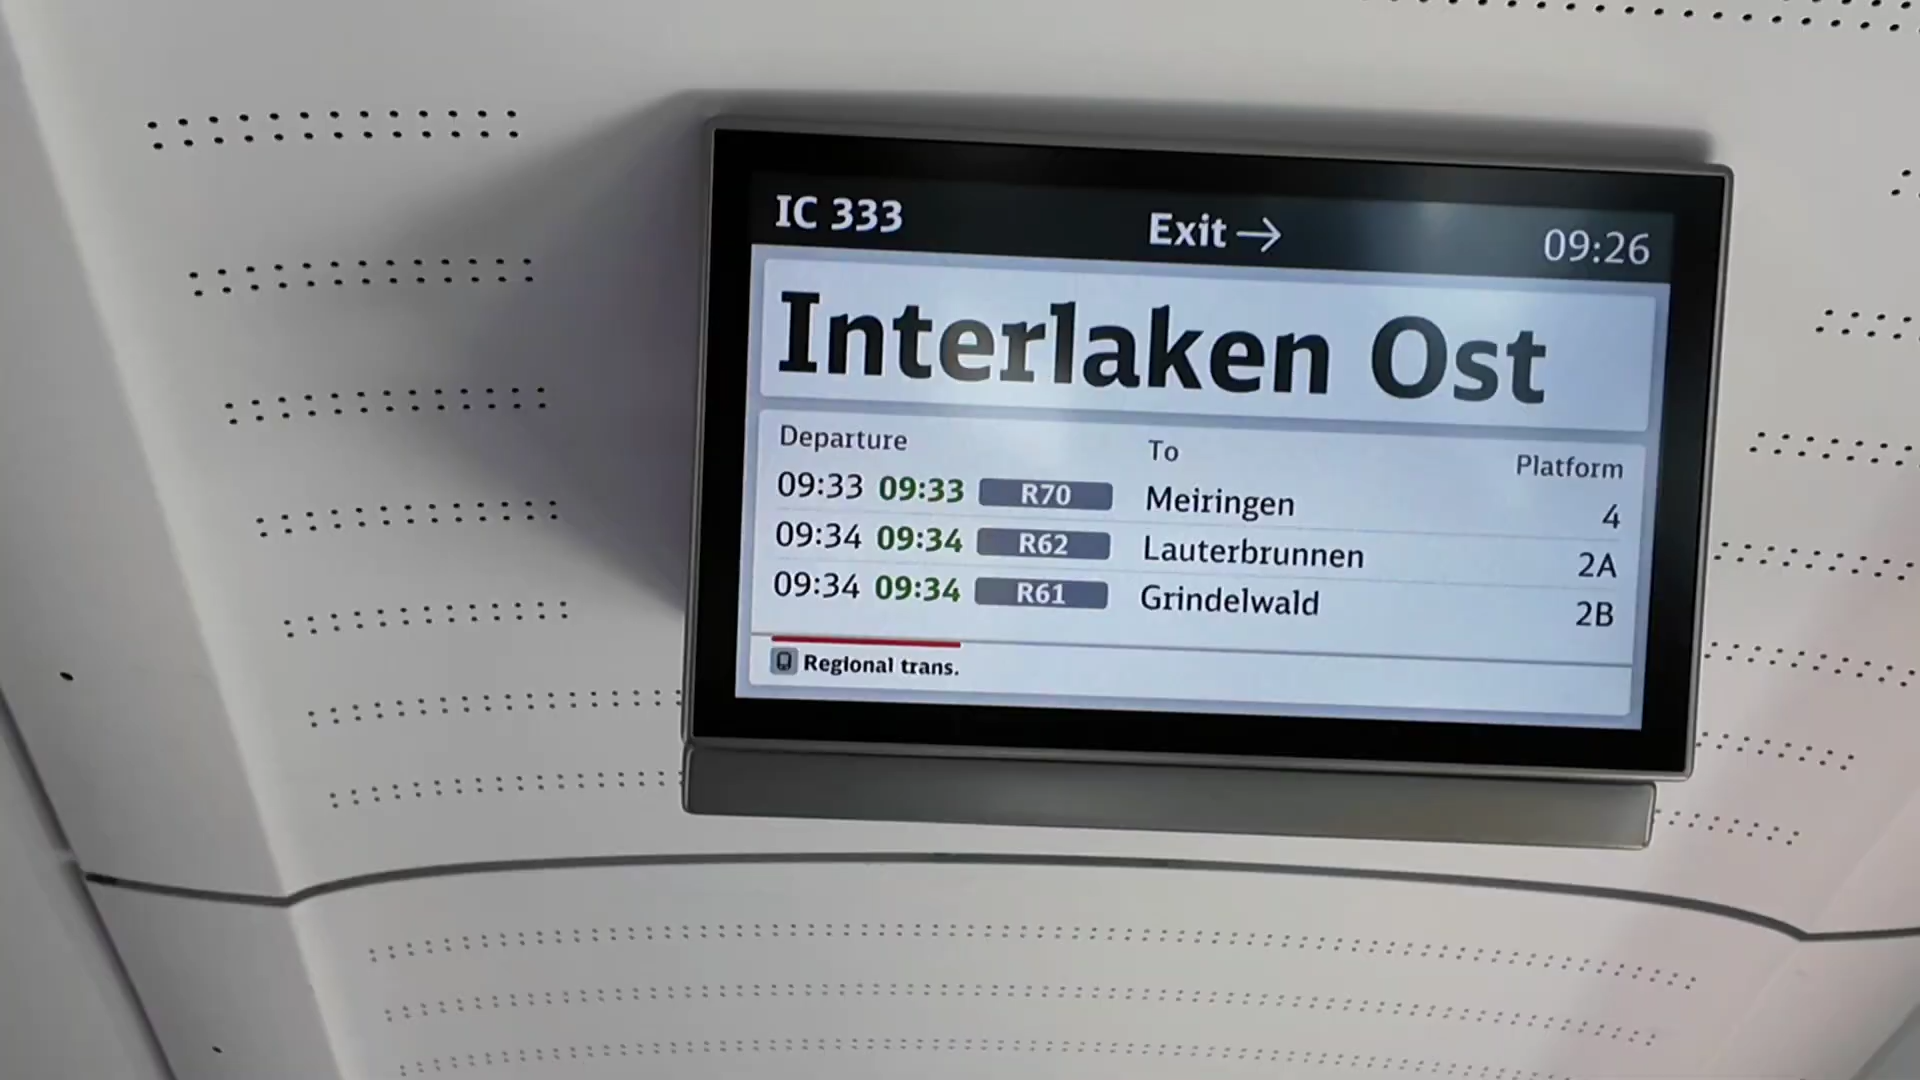 IC 333 Exit → 09:26
Interlaken Ost
Departure To Platform
09:33 09:33 R70 Meiringen 4
09:34 09:34 R62 Lauterbrunnen 2A
09:34 09:34 R61 Grindelwald 2B
Regional trans.